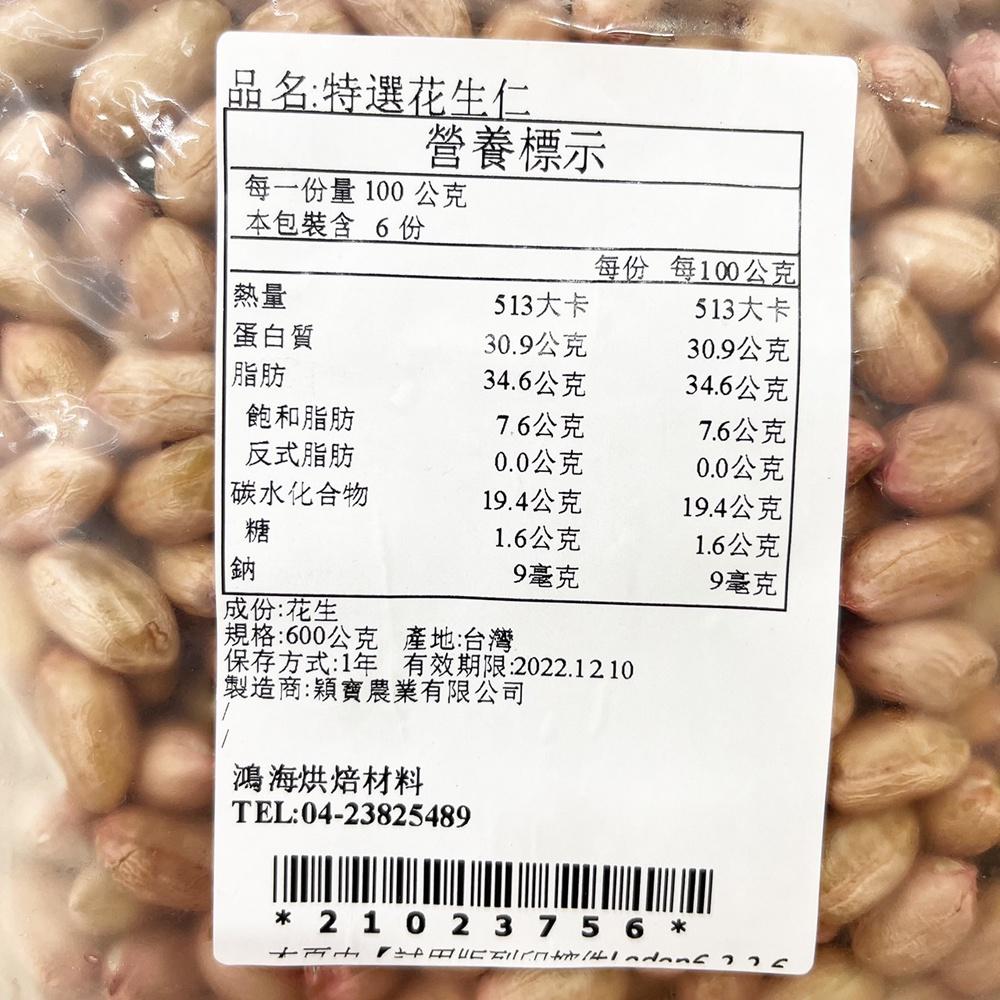 品名:特選花生仁
營養標示
每一份量 100 公克
本包裝含 6 份
每份 每100公克
熱量 513大卡 513大卡
蛋白質 30.9公克 30.9公克
脂肪 34.6公克 34.6公克
飽和脂肪 7.6公克 7.6公克
反式脂肪 0.0公克 0.0公克
碳水化合物 19.4公克 19.4公克
糖 1.6公克 1.6公克
鈉 9毫克 9毫克
成份:花生
規格:600公克 產地:台灣
保存方式:1年 有效期限:2022.12 10
製造商:穎寶農業有限公司
/
/
鴻海烘焙材料
TEL:04-23825489
*21023756*